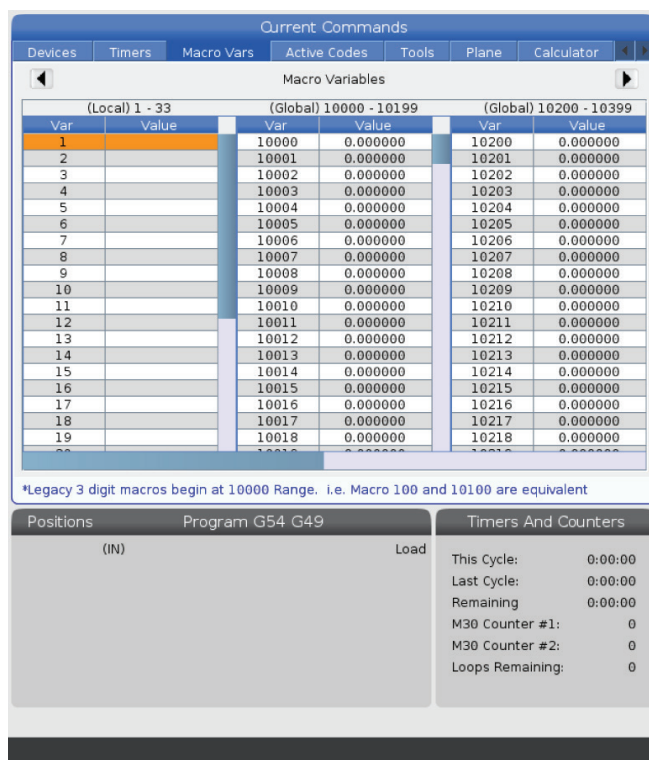 Current Commands
Devices Timers Macro Vars Active Codes Tools Plane Calculator
Macro Variables
(Local) 1 - 33 (Global) 10000 - 10199 (Global) 10200 - 10399
Var Value Var Value Var Value
1 10000 0.000000 10200 0.000000
2 10001 0.000000 10201 0.000000
3 10002 0.000000 10202 0.000000
4 10003 0.000000 10203 0.000000
5 10004 0.000000 10204 0.000000
6 10005 0.000000 10205 0.000000
7 10006 0.000000 10206 0.000000
8 10007 0.000000 10207 0.000000
9 10008 0.000000 10208 0.000000
10 10009 0.000000 10209 0.000000
11 10010 0.000000 10210 0.000000
12 10011 0.000000 10211 0.000000
13 10012 0.000000 10212 0.000000
14 10013 0.000000 10213 0.000000
15 10014 0.000000 10214 0.000000
16 10015 0.000000 10215 0.000000
17 10016 0.000000 10216 0.000000
18 10017 0.000000 10217 0.000000
19 10018 0.000000 10218 0.000000
*Legacy 3 digit macros begin at 10000 Range. i.e. Macro 100 and 10100 are equivalent
Positions Program G54 G49
(IN) Load
Timers And Counters
This Cycle: 0:00:00
Last Cycle: 0:00:00
Remaining 0:00:00
M30 Counter #1: 0
M30 Counter #2: 0
Loops Remaining: 0